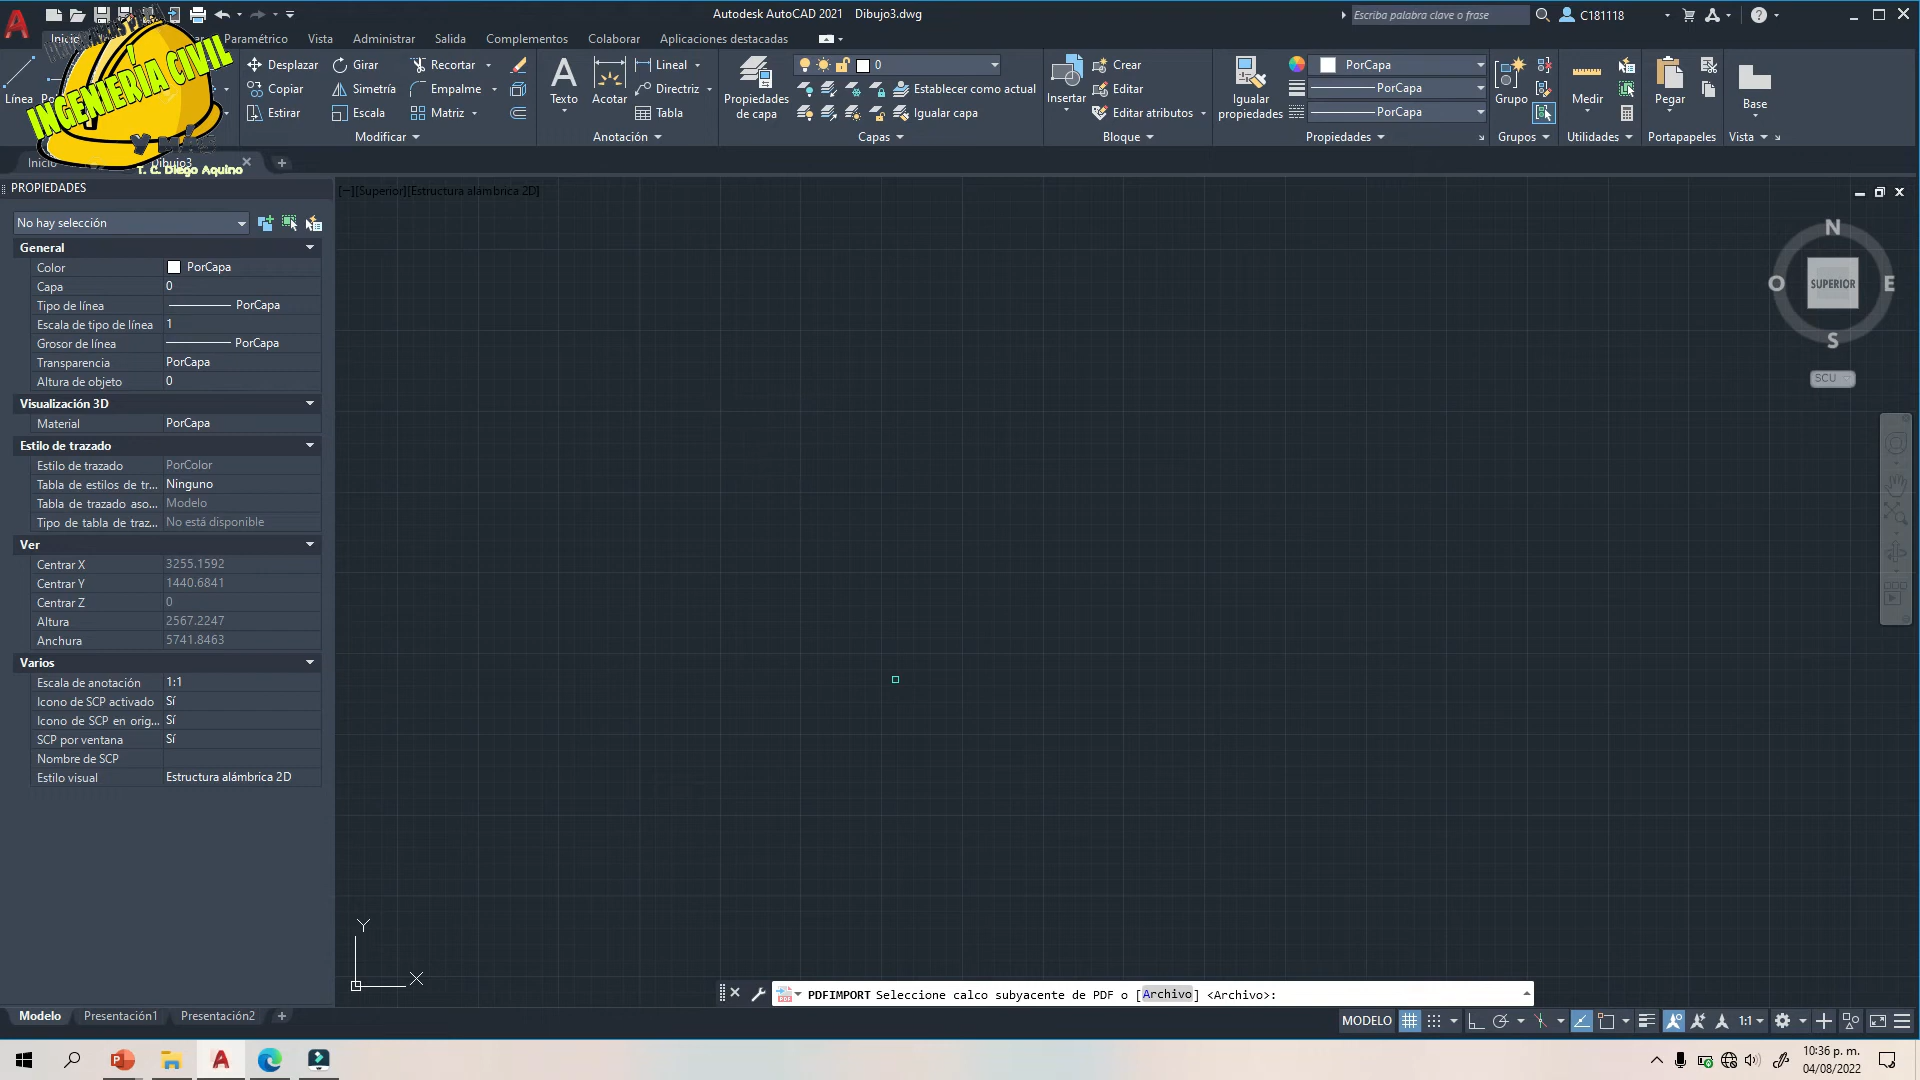 Autodesk AutoCAD 2021 Dibujo3.dwg
Escriba palabra clave o frase
C181118
Paramétrico Vista Administrar Salida Complementos Colaborar Aplicaciones destacadas
INGENIERÍA CIVIL
T. C. Diego Aquino
Línea
Desplazar Girar Recortar
Copiar Simetría Empalme
Estirar Escala Matriz
Modificar
Texto Acotar
Lineal
Directriz
Tabla
Anotación
Propiedades de capa
0
Establecer como actual
Igualar capa
Capas
Insertar
Crear
Editar
Editar atributos
Bloque
Igualar propiedades
PorCapa
PorCapa
PorCapa
Propiedades
Grupo
Grupos
Medir
Utilidades
Pegar
Portapapeles
Base
Vista
Inicio Dibujo3
PROPIEDADES
No hay selección
General
Color PorCapa
Capa 0
Tipo de línea PorCapa
Escala de tipo de línea 1
Grosor de línea PorCapa
Transparencia PorCapa
Altura de objeto 0
Visualización 3D
Material PorCapa
Estilo de trazado
Estilo de trazado PorColor
Tabla de estilos de tr... Ninguno
Tabla de trazado aso... Modelo
Tipo de tabla de traz... No está disponible
Ver
Centrar X 3255.1592
Centrar Y 1440.6841
Centrar Z 0
Altura 2567.2247
Anchura 5741.8463
Varios
Escala de anotación 1:1
Icono de SCP activado Sí
Icono de SCP en orig... Sí
SCP por ventana Sí
Nombre de SCP
Estilo visual Estructura alámbrica 2D
[−][Superior][Estructura alámbrica 2D]
N
O SUPERIOR E
S
SCU
Y
X
PDFIMPORT Seleccione calco subyacente de PDF o [Archivo] <Archivo>:
Modelo Presentación1 Presentación2
MODELO 1:1
10:36 p. m.
04/08/2022